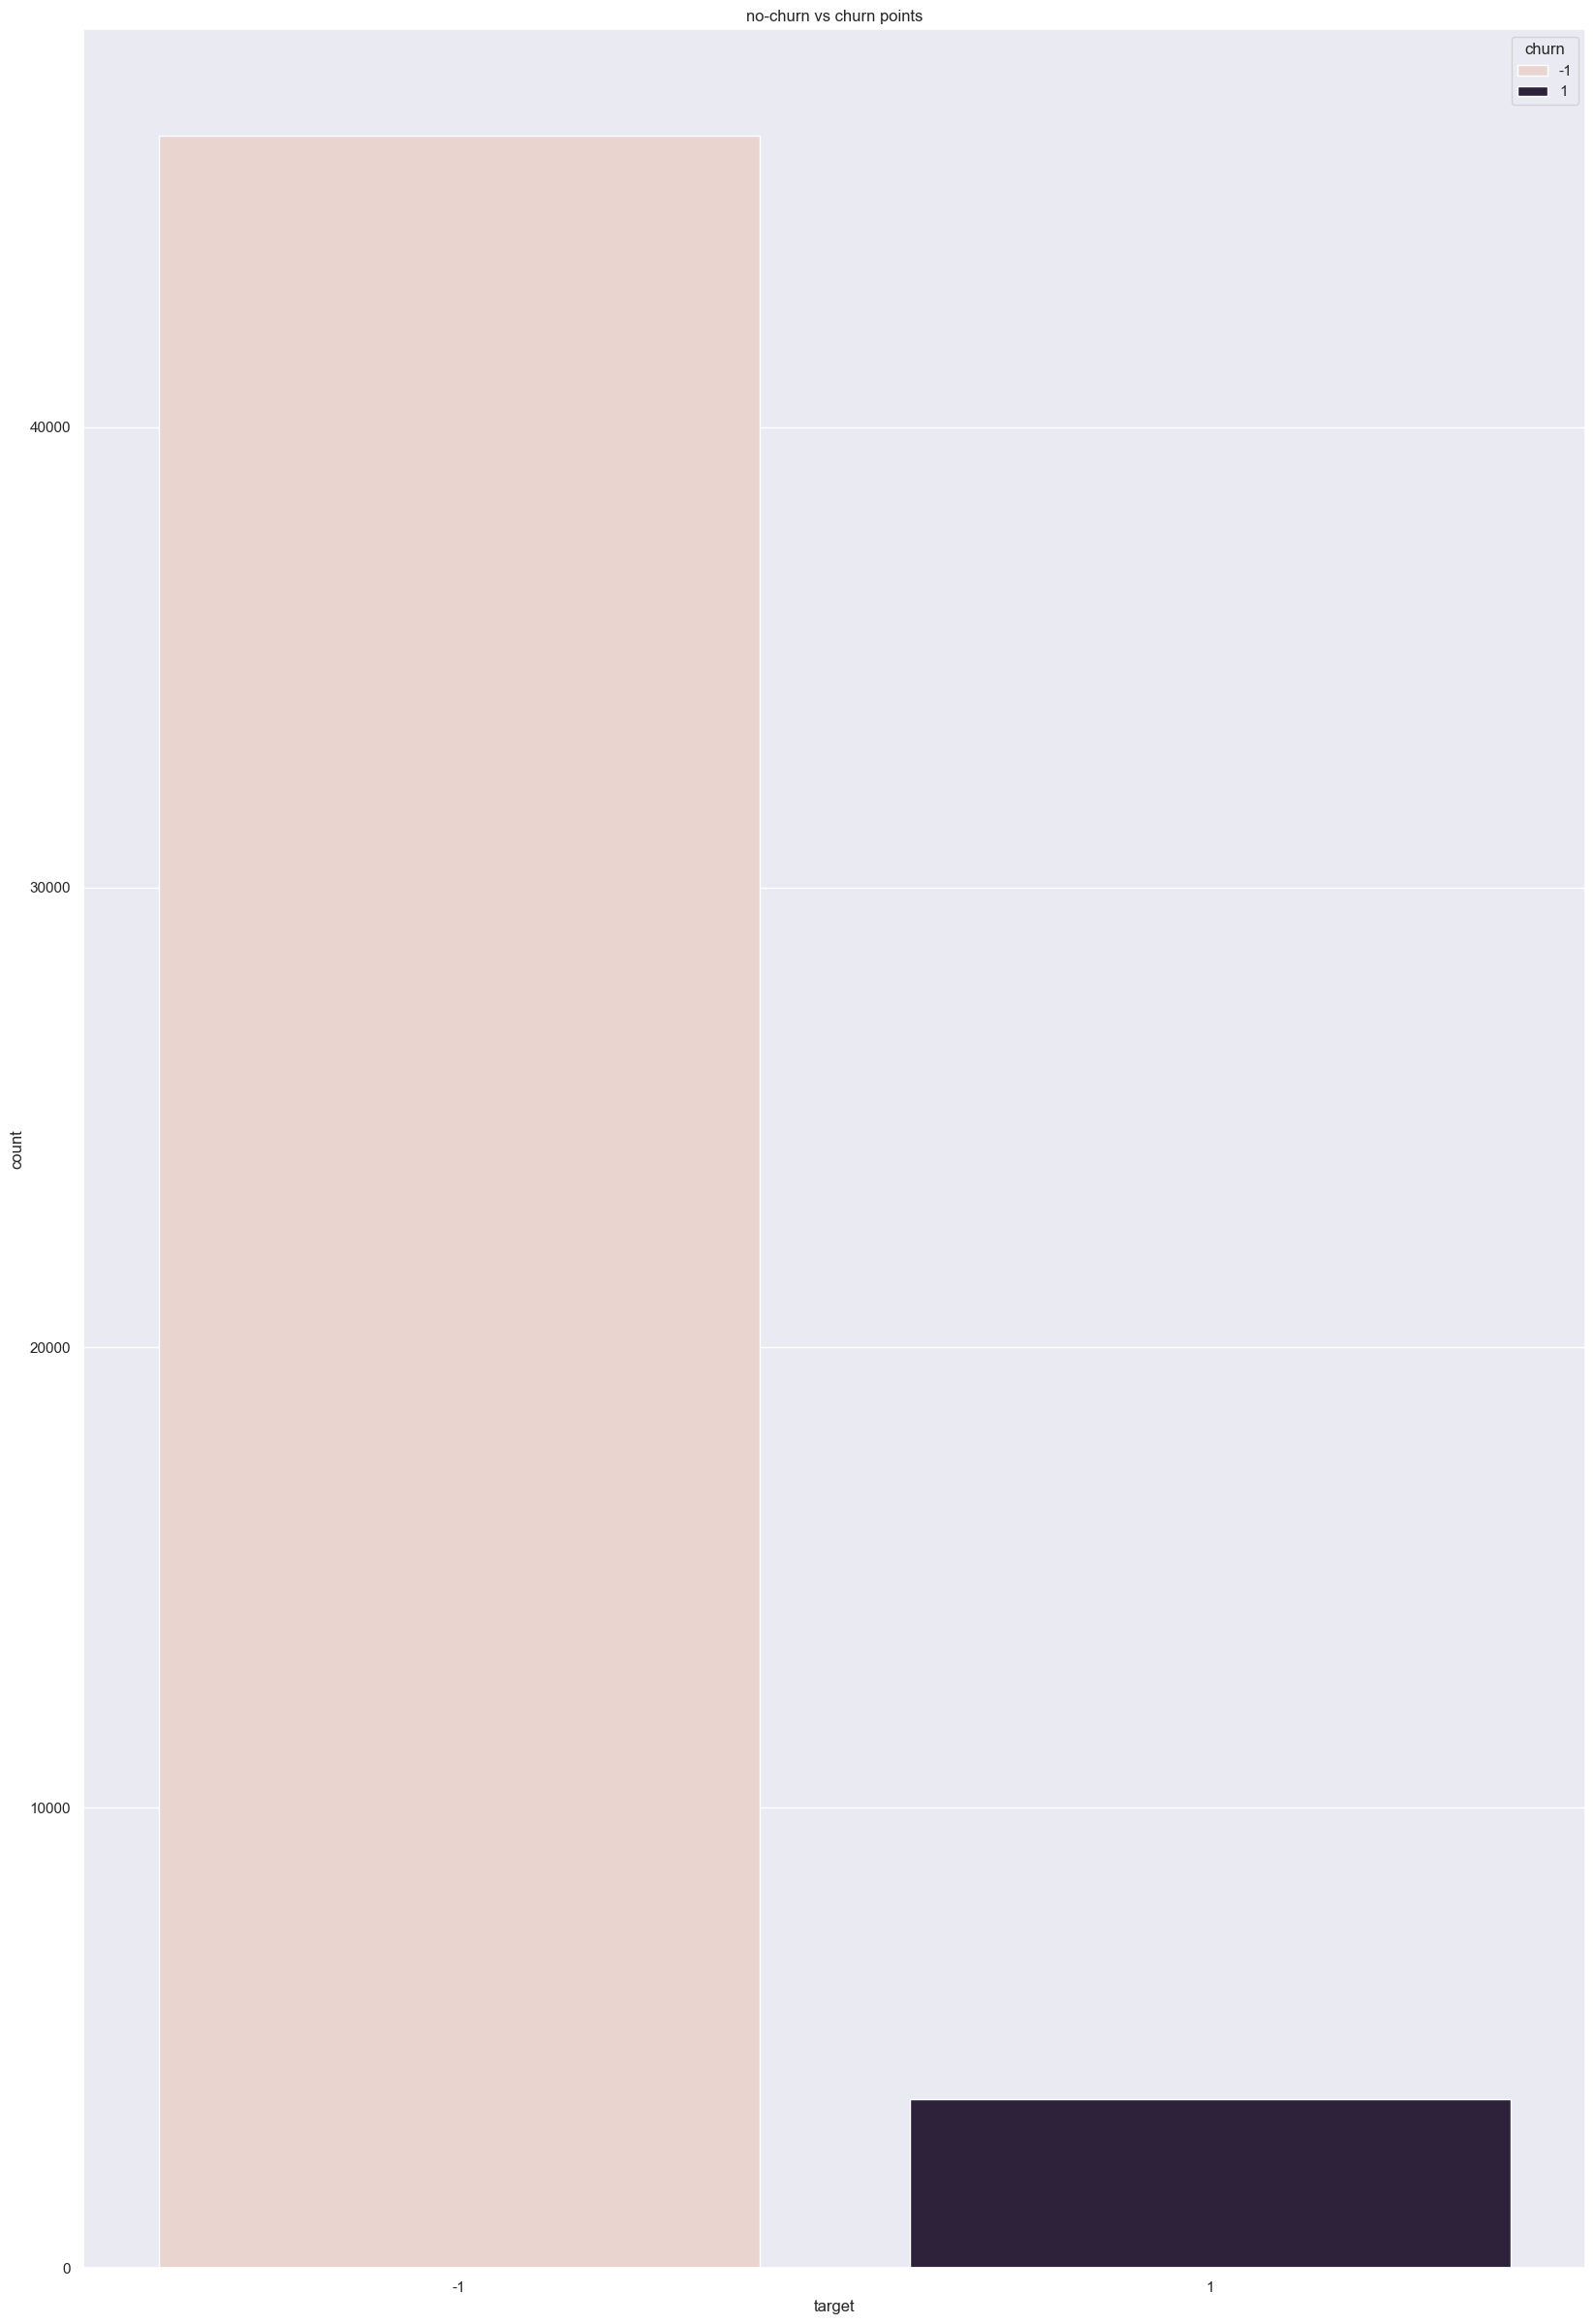 no-churn vs churn points
churn
-1
1
40000
30000
20000
10000
0
count
-1
1
target